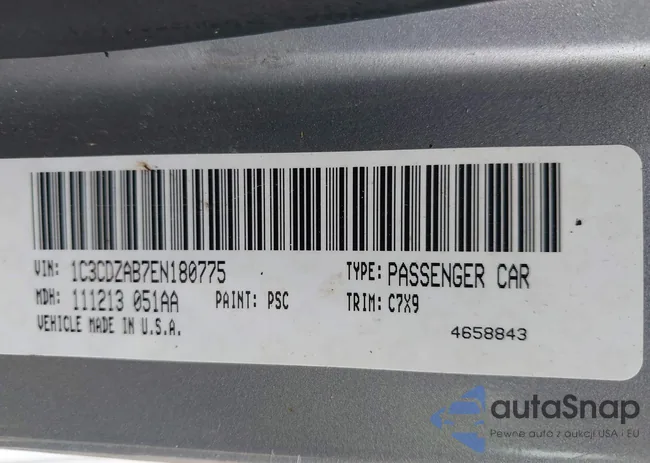 VIN: 1C3CDZAB7EN180775 TYPE: PASSENGER CAR
MDH: 111213 051AA PAINT: PSC TRIM: C7X9
VEHICLE MADE IN U.S.A. 4658843
autaSnap
Pewne auta z aukcji USA i EU